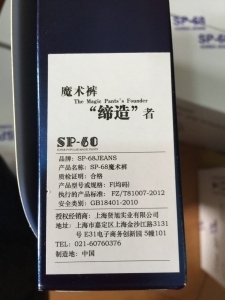 SP-68
魔术裤
The Magic Pants's Founder
“缔造”者
SP-60
品牌：SP-68JEANS
产品名称：SP-68魔术裤
质检证明：合格
产品型号或规格：F[均码]
执行的产品标准：FZ/T81007-2012
安全类别：GB18401-2010
授权经销商：上海贤旭实业有限公司
地址：上海市嘉定区上海金沙江路3131
号 E31电子商务创新园 5幢101
TEL：021-60760376
制造地：中国